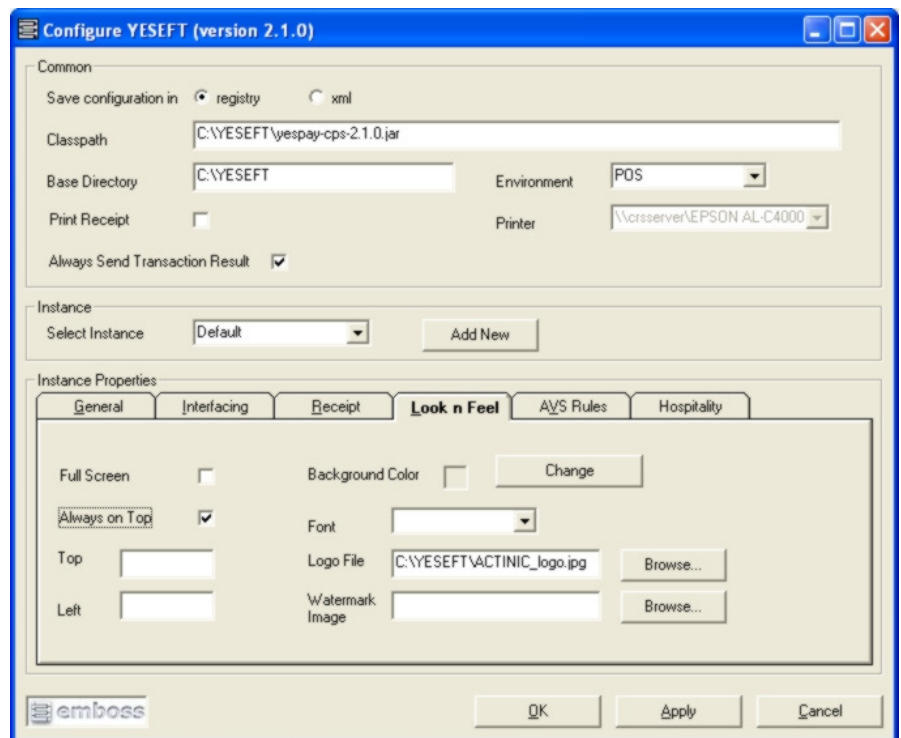 Configure YESEFT (version 2.1.0)
Common
Save configuration in registry xml
Classpath C:\YESEFT\yespay-cps-2.1.0.jar
Base Directory C:\YESEFT Environment POS
Print Receipt Printer \\crsserver\EPSON AL-C4000
Always Send Transaction Result
Instance
Select Instance Default Add New
Instance Properties
General Interfacing Receipt Look n Feel AVS Rules Hospitality
Full Screen Background Color Change
Always on Top Font
Top Logo File C:\YESEFT\ACTINIC_logo.jpg Browse...
Left Watermark Image Browse...
emboss OK Apply Cancel